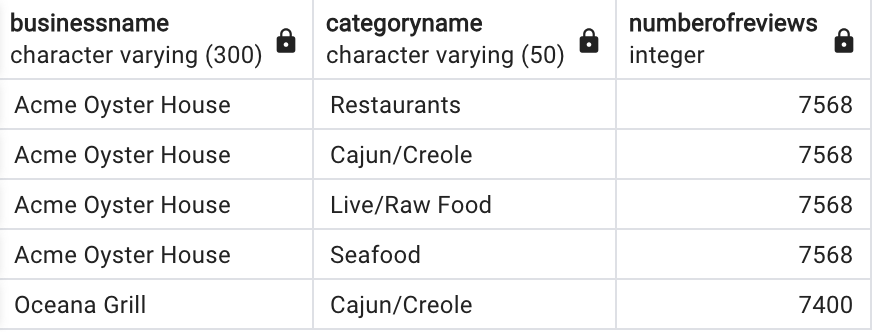 businessname categoryname numberofreviews
character varying (300) character varying (50) integer
Acme Oyster House Restaurants 7568
Acme Oyster House Cajun/Creole 7568
Acme Oyster House Live/Raw Food 7568
Acme Oyster House Seafood 7568
Oceana Grill Cajun/Creole 7400